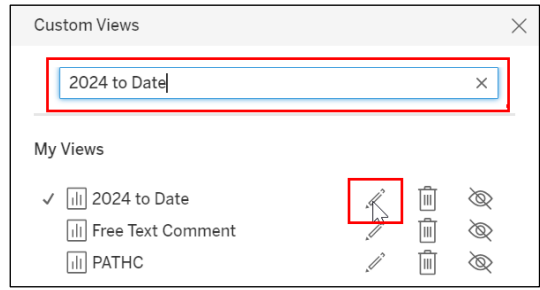 Custom Views
2024 to Date
My Views
2024 to Date
Free Text Comment
PATHC